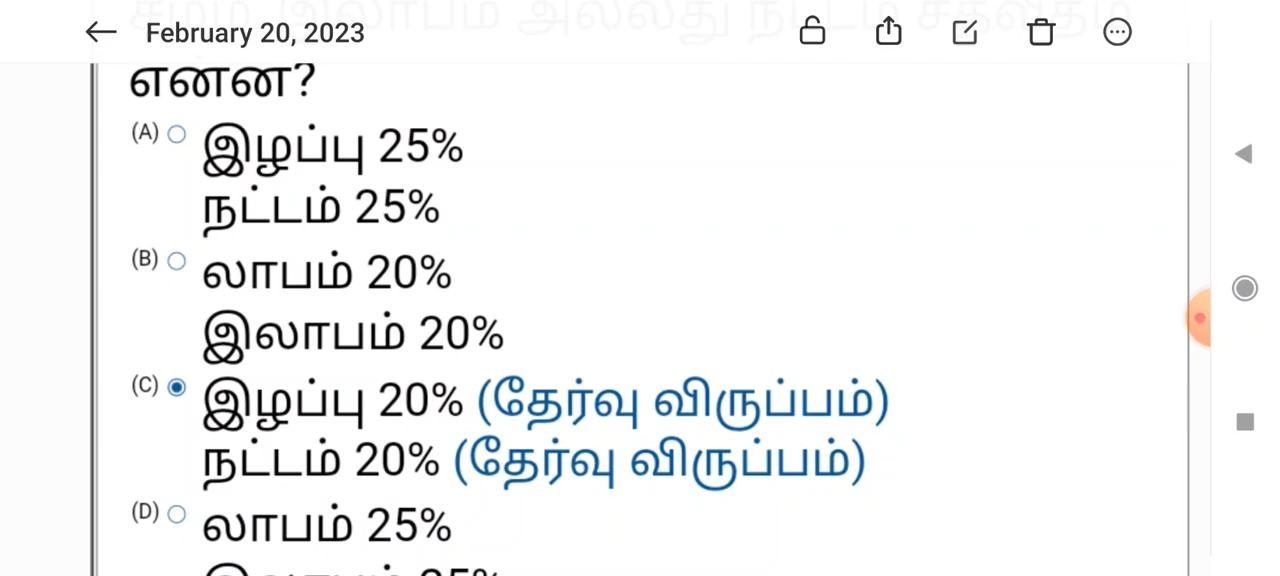 February 20, 2023
என்ன?
(A) இழப்பு 25%
நட்டம் 25%
(B) லாபம் 20%
இலாபம் 20%
(C) இழப்பு 20% (தேர்வு விருப்பம்)
நட்டம் 20% (தேர்வு விருப்பம்)
(D) லாபம் 25%